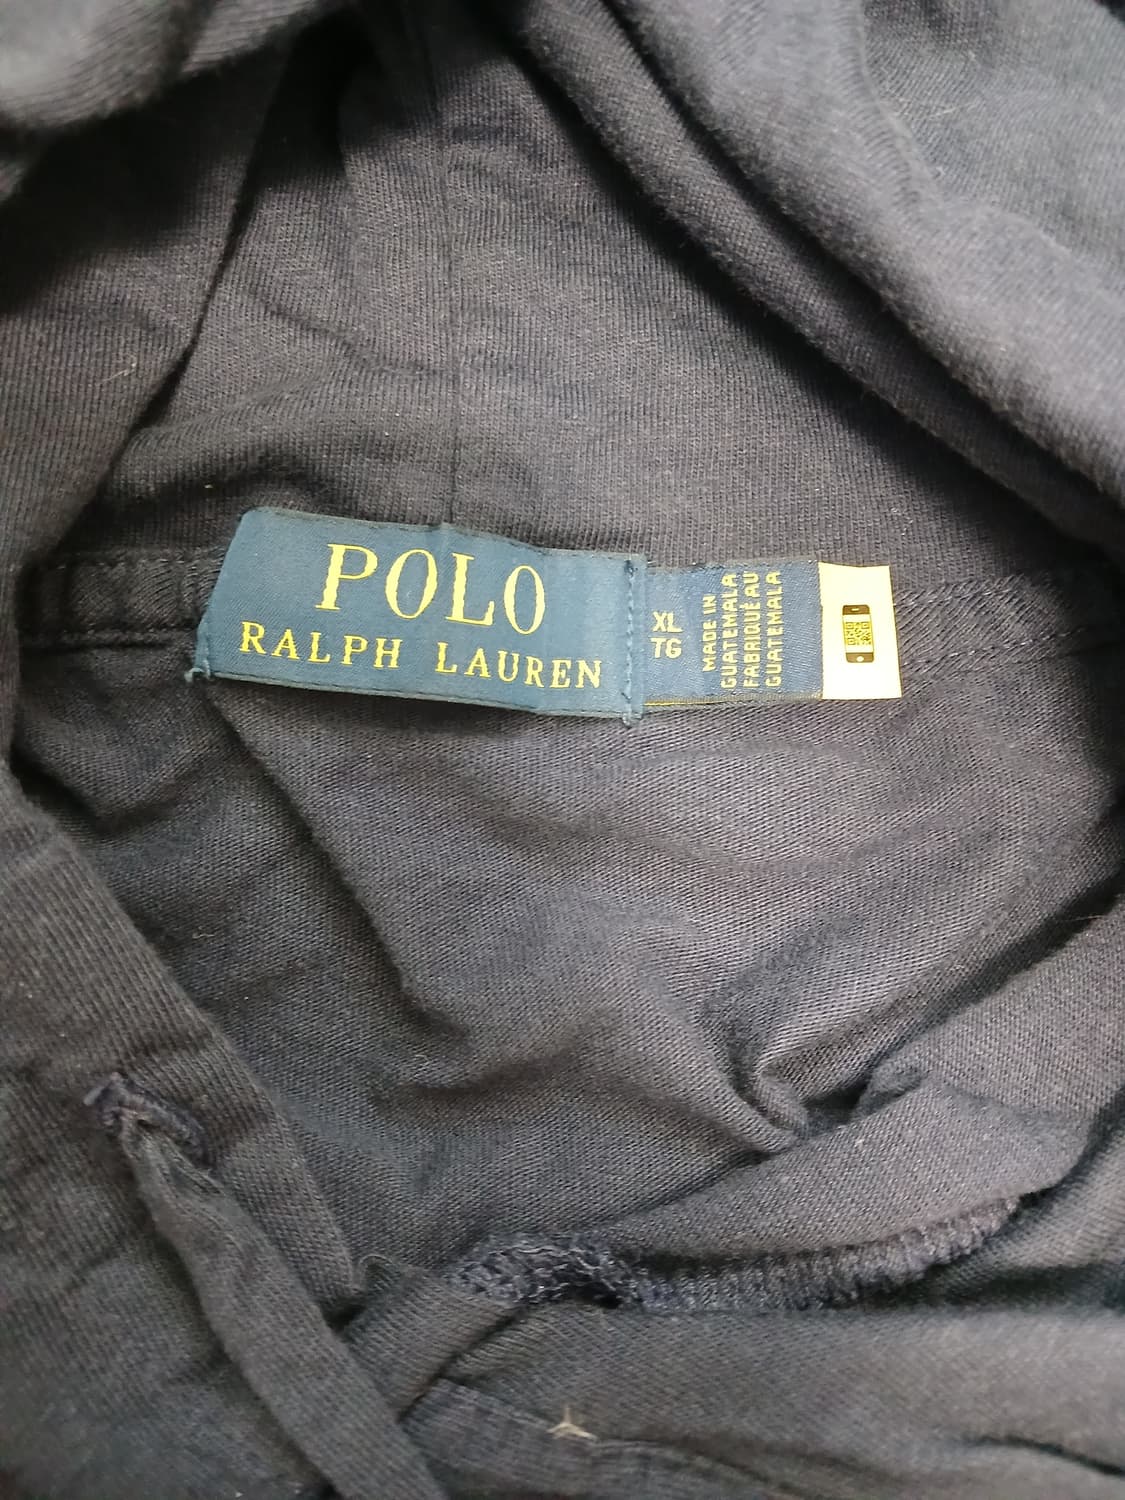 POLO
RALPH LAUREN
XL
TG
MADE IN
GUATEMALA
FABRIQUÉ AU
GUATEMALA